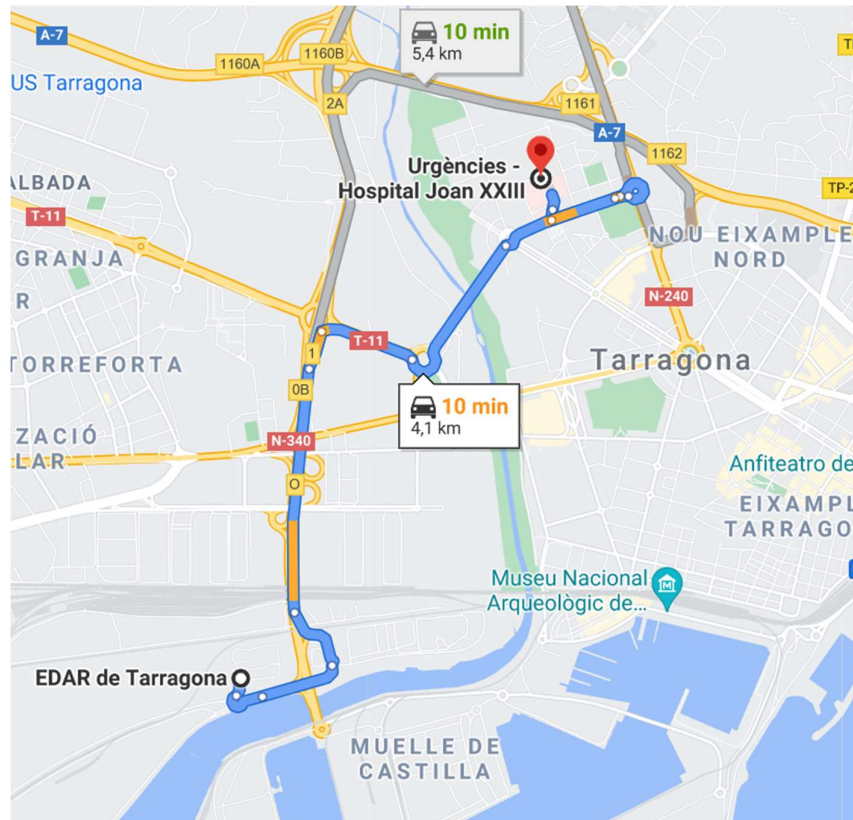 A-7
1160A
1160B
10 min
5,4 km
US Tarragona
2A
1161
A-7
1162
Urgències -
Hospital Joan XXIII
ALBADA
T-11
TP-2
GRANJA
R
NOU EIXAMPLE
NORD
N-240
T-11
1
TORREFORTA
Tarragona
0B
10 min
4,1 km
ZACIÓ
LAR
N-340
O
Anfiteatro de
EIXAMPL
TARRAGO
Museu Nacional
Arqueològic de...
EDAR de Tarragona
MUELLE DE
CASTILLA